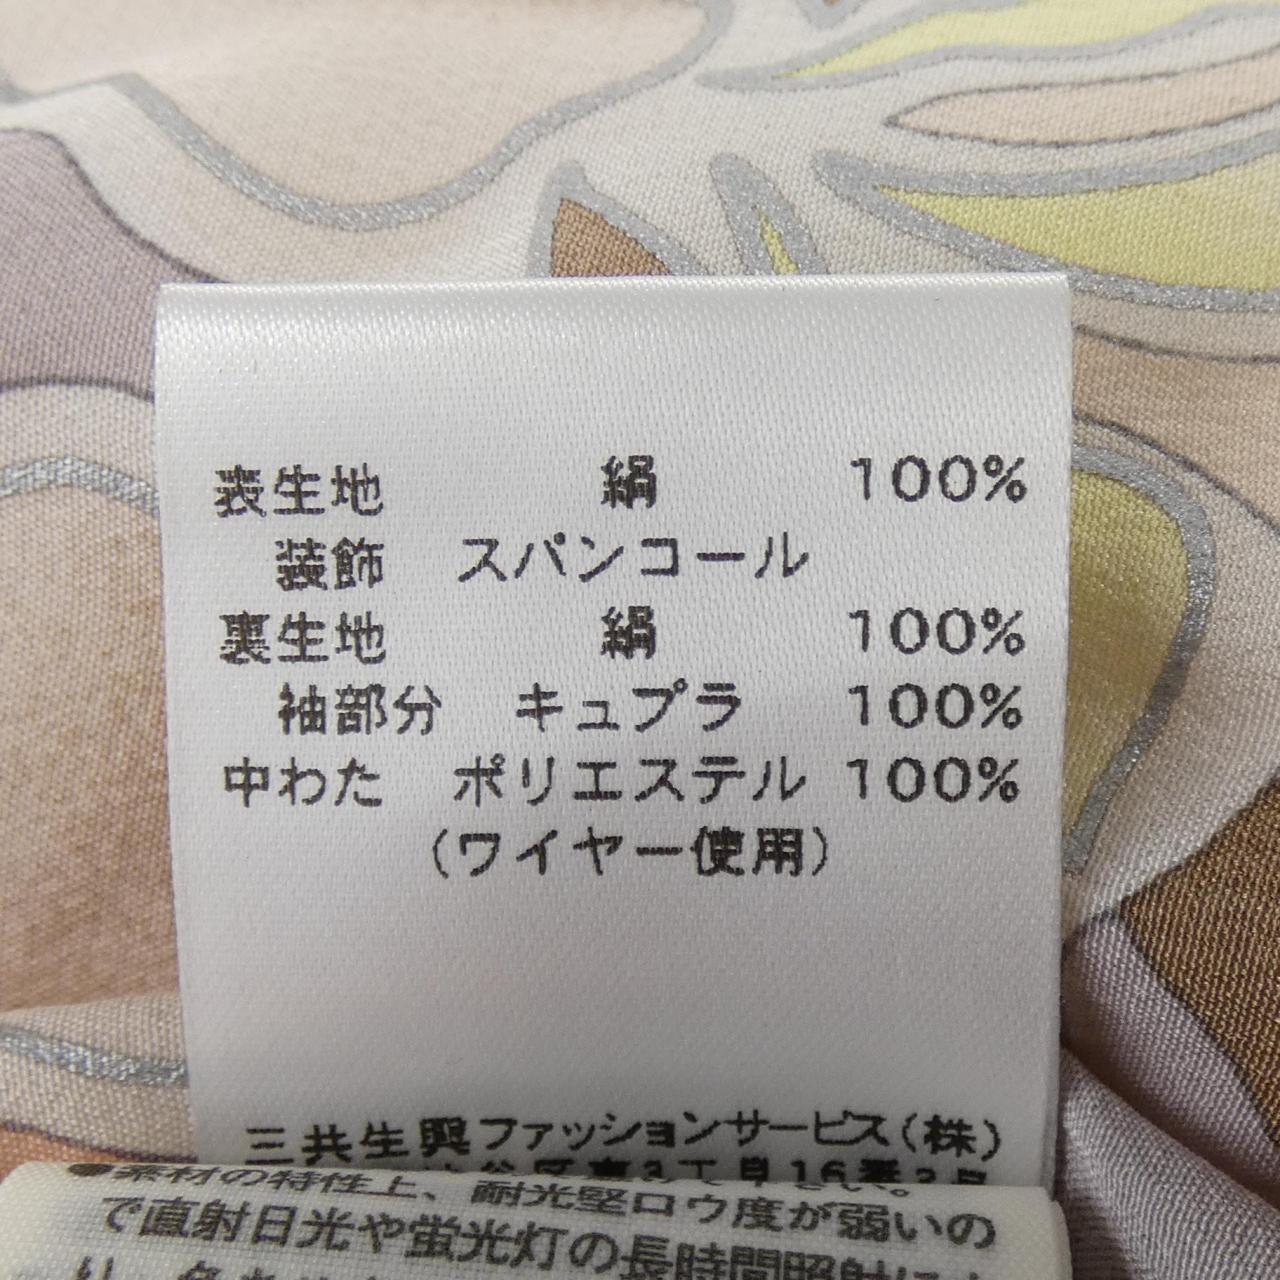 表生地 絹 100%
装飾 スパンコール
裏生地 絹 100%
袖部分 キュプラ 100%
中わた ポリエステル 100%
(ワイヤー使用)
三共生興ファッションサービス(株)
●素材の特性上、耐光堅ロウ度が弱いの
で直射日光や蛍光灯の長時間照射に